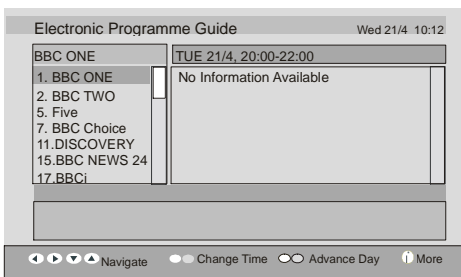 Electronic Programme Guide
Wed 21/4 10:12
BBC ONE
TUE 21/4, 20:00-22:00
1. BBC ONE
2. BBC TWO
5. Five
7. BBC Choice
11.DISCOVERY
15.BBC NEWS 24
17.BBCi
No Information Available
Navigate
Change Time
Advance Day
i More